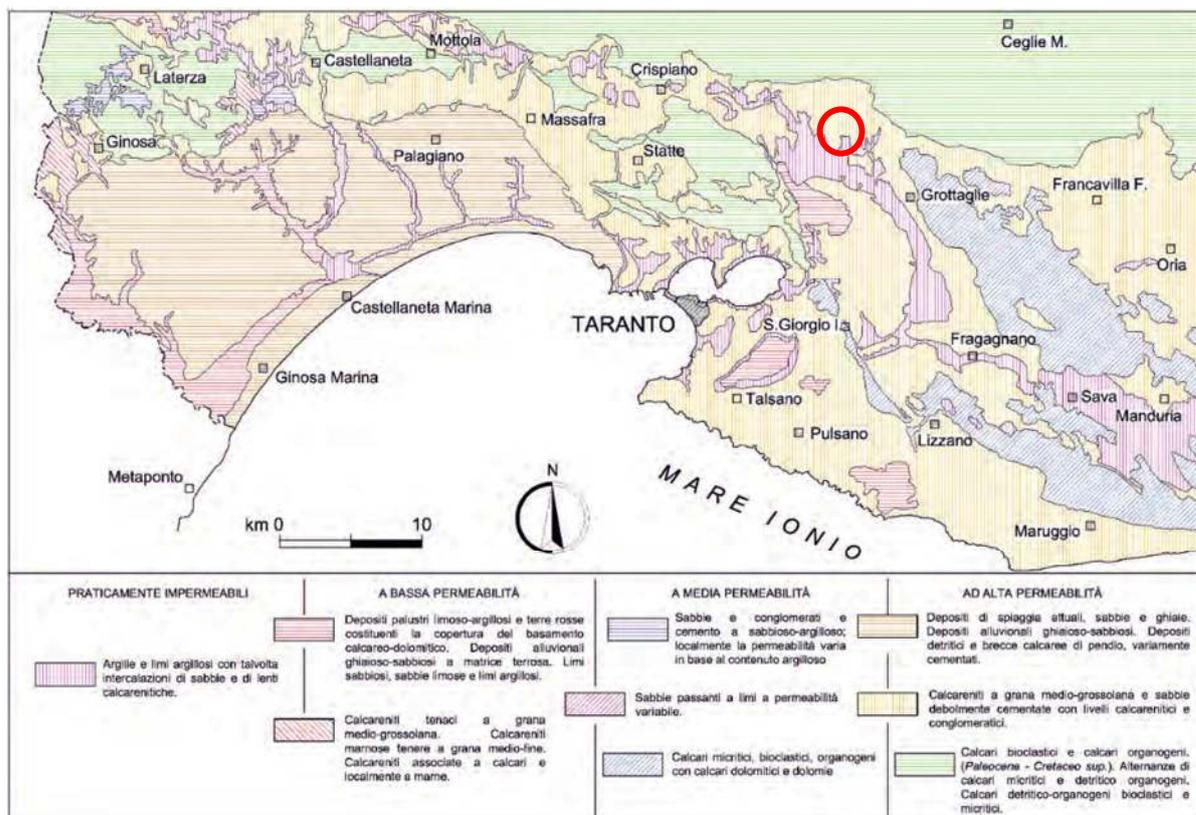 Ceglie M.
Mottola
Castellaneta
Laterza
Crispiano
Massafra
Ginosa
Palagiano
Statte
Grottaglie
Francavilla F.
Oria
Castellaneta Marina
TARANTO
S.Giorgio I.
Fragagnano
Ginosa Marina
Talsano
Sava
Manduria
Pulsano
Lizzano
Metaponto
N
MARE IONIO
km 0 10
Maruggio
PRATICAMENTE IMPERMEABILI
Argille e limi argillosi con talvolta
intercalazioni di sabbie e di lenti
calcarenitiche.
A BASSA PERMEABILITÀ
Depositi palustri limoso-argillosi e terre rosse
costituenti la copertura del basamento
calcareo-dolomitico. Depositi alluvionali
ghiaioso-sabbiosi a matrice terrosa. Limi
sabbiosi, sabbie limose e limi argillosi.
Calcareniti tenaci a grana
medio-grossolana. Calcareniti
marnose tenere a grana medio-fine.
Calcareniti associate a calcari e
localmente a marne.
A MEDIA PERMEABILITÀ
Sabbie e conglomerati e
cemento a sabbioso-argilloso;
localmente la permeabilità varia
in base al contenuto argilloso
Sabbie passanti a limi a permeabilità
variabile.
Calcari micritici, bioclastici, organogeni
con calcari dolomitici e dolomie
AD ALTA PERMEABILITÀ
Depositi di spiaggia attuali, sabbie e ghiaie.
Depositi alluvionali ghiaioso-sabbiosi. Depositi
detritici e brecce calcaree di pendio, variamente
cementati.
Calcareniti a grana medio-grossolana e sabbie
debolmente cementate con livelli calcarenitici e
conglomeratici.
Calcari bioclastici e calcari organogeni.
(Paleocene - Cretaceo sup.). Alternanze di
calcari micritici e detritico organogeni.
Calcari detritico-organogeni bioclastici e
micritici.